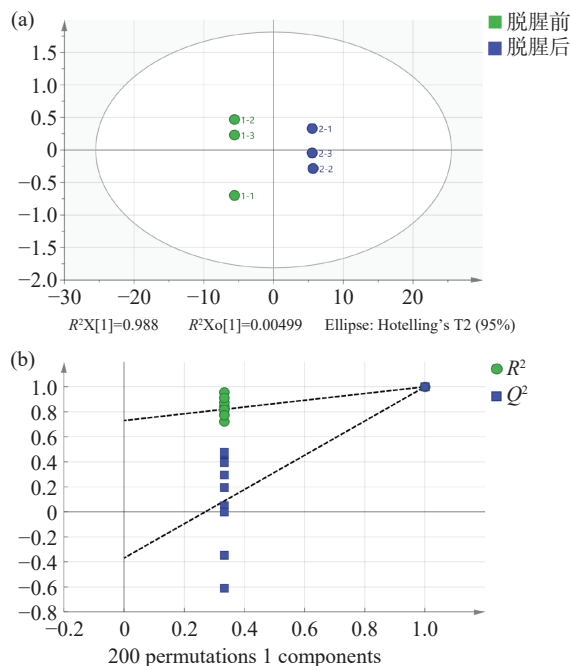 (a)
脱腥前
脱腥后
1.5
1.0
0.5
0
−0.5
−1.0
−1.5
−2.0
1-2
1-3
1-1
2-1
2-3
2-2
−30 −20 −10 0 10 20
R²X[1]=0.988 R²Xo[1]=0.00499 Ellipse: Hotelling's T2 (95%)
(b)
R²
Q²
1.0
0.8
0.6
0.4
0.2
0
−0.2
−0.4
−0.6
−0.8
−0.2 0 0.2 0.4 0.6 0.8 1.0
200 permutations 1 components